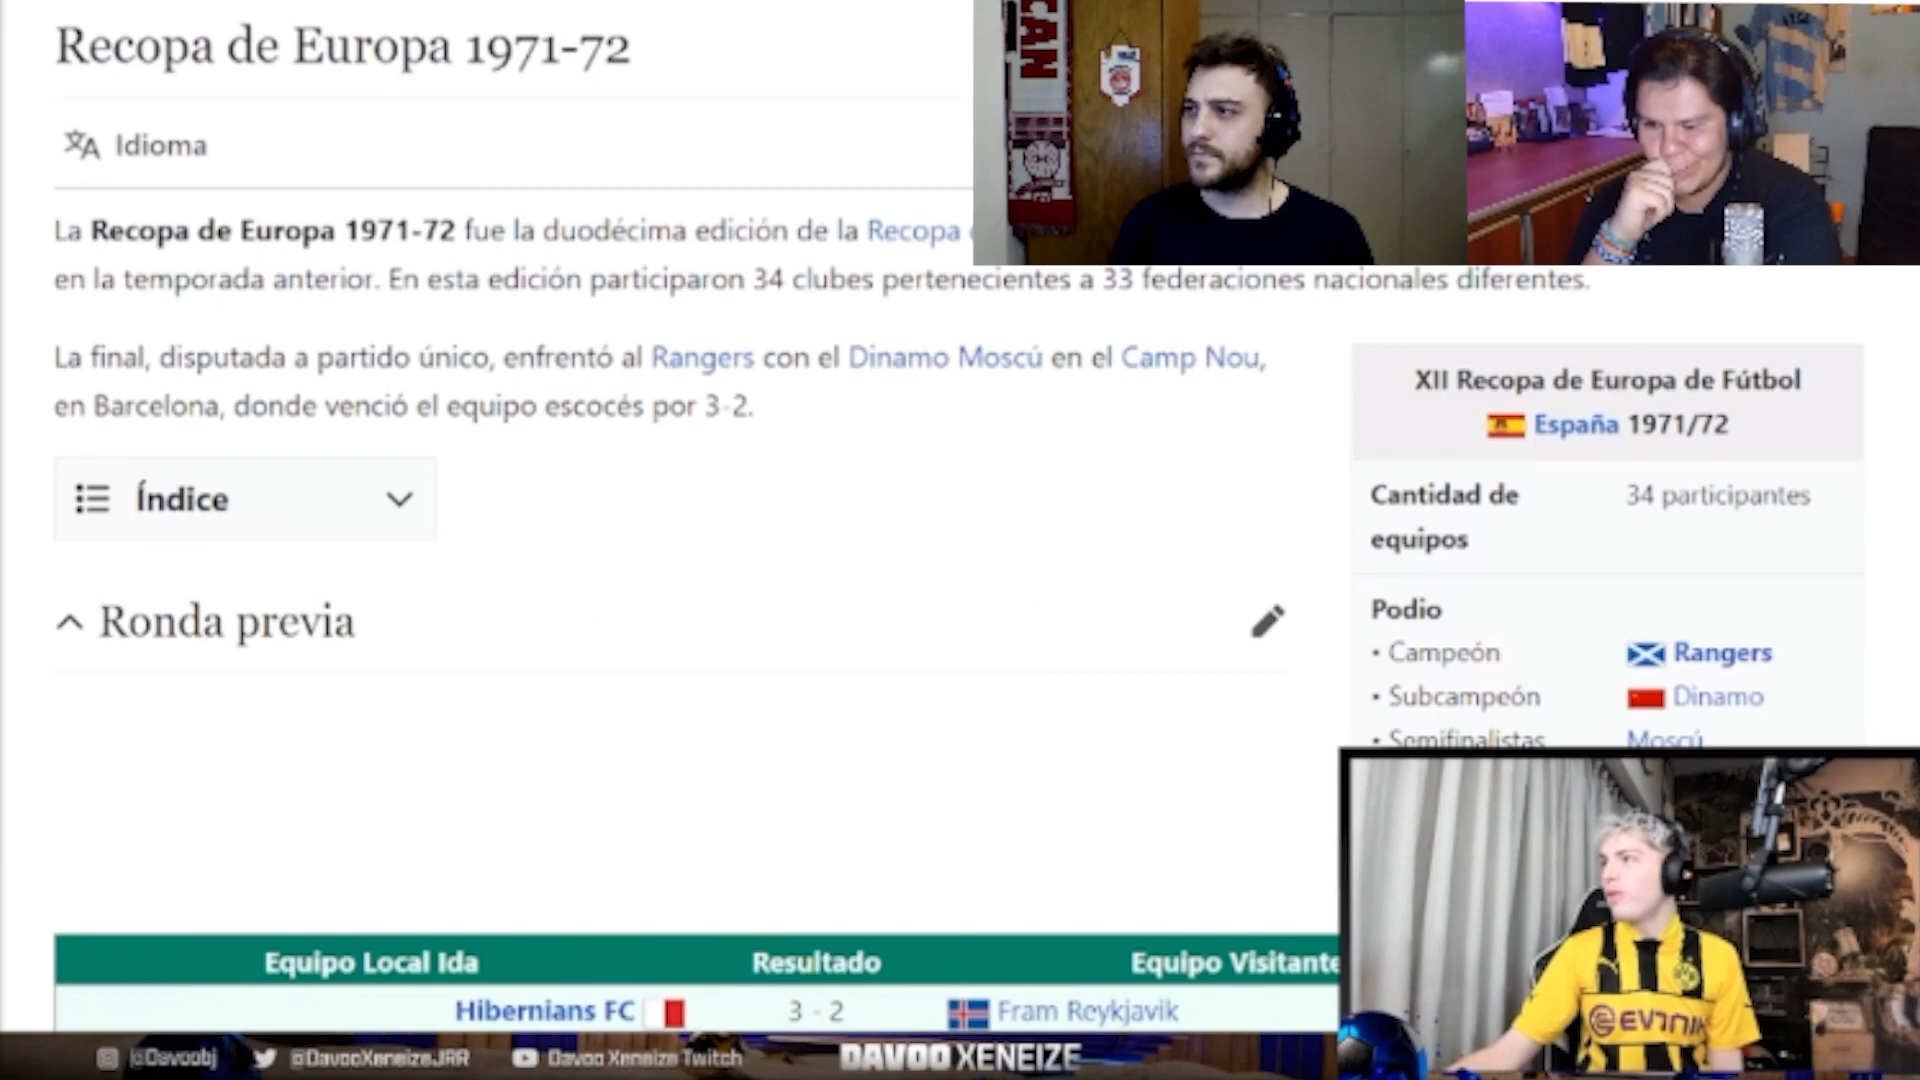 Recopa de Europa 1971-72
Idioma
La Recopa de Europa 1971-72 fue la duodécima edición de la Recopa
en la temporada anterior. En esta edición participaron 34 clubes pertenecientes a 33 federaciones nacionales diferentes.
La final, disputada a partido único, enfrentó al Rangers con el Dinamo Moscú en el Camp Nou,
en Barcelona, donde venció el equipo escocés por 3-2.
Índice
Ronda previa
XII Recopa de Europa de Fútbol
España 1971/72
Cantidad de equipos 34 participantes
Podio
• Campeón Rangers
• Subcampeón Dinamo
• Semifinalistas Moscú
Equipo Local Ida Resultado Equipo Visitante
Hibernians FC 3 - 2 Fram Reykjavik
@Davoobj @DavooXeneizeJRR Davoo Xeneize Twitch DAVOO XENEIZE
CAN
EVONIK